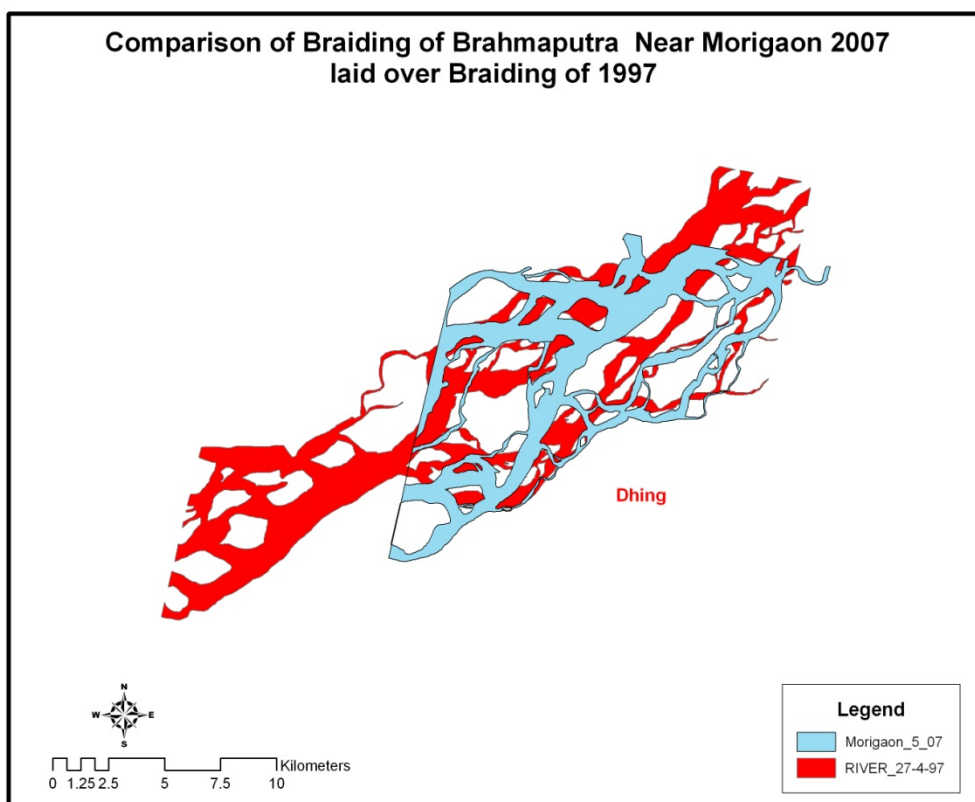 Comparison of Braiding of Brahmaputra  Near Morigaon 2007
laid over Braiding of 1997
Dhing
N
W E
S
Kilometers
0 1.25 2.5 5 7.5 10
Legend
Morigaon_5_07
RIVER_27-4-97